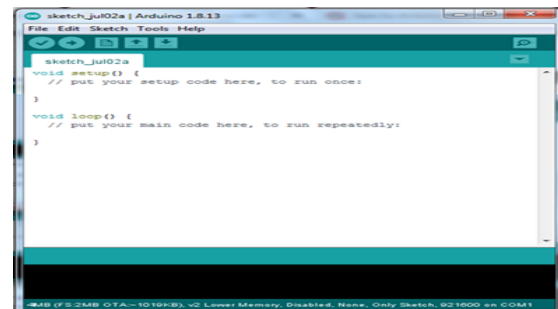 sketch_jul02a | Arduino 1.8.13
File Edit Sketch Tools Help
sketch_jul02a
void setup() {
// put your setup code here, to run once:
}
void loop() {
// put your main code here, to run repeatedly:
}
4MB (FS:2MB OTA:~1019KB), v2 Lower Memory, Disabled, None, Only Sketch, 921600 on COM1